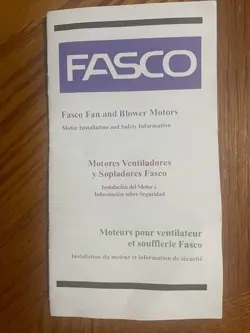 FASCO
Fasco Fan and Blower Motors
Motor Installation and Safety Information
Motores Ventiladores
y Sopladores Fasco
Instalación del Motor e
Información sobre Seguridad
Moteurs pour ventilateur
et soufflerie Fasco
Installation du moteur et information de sécurité